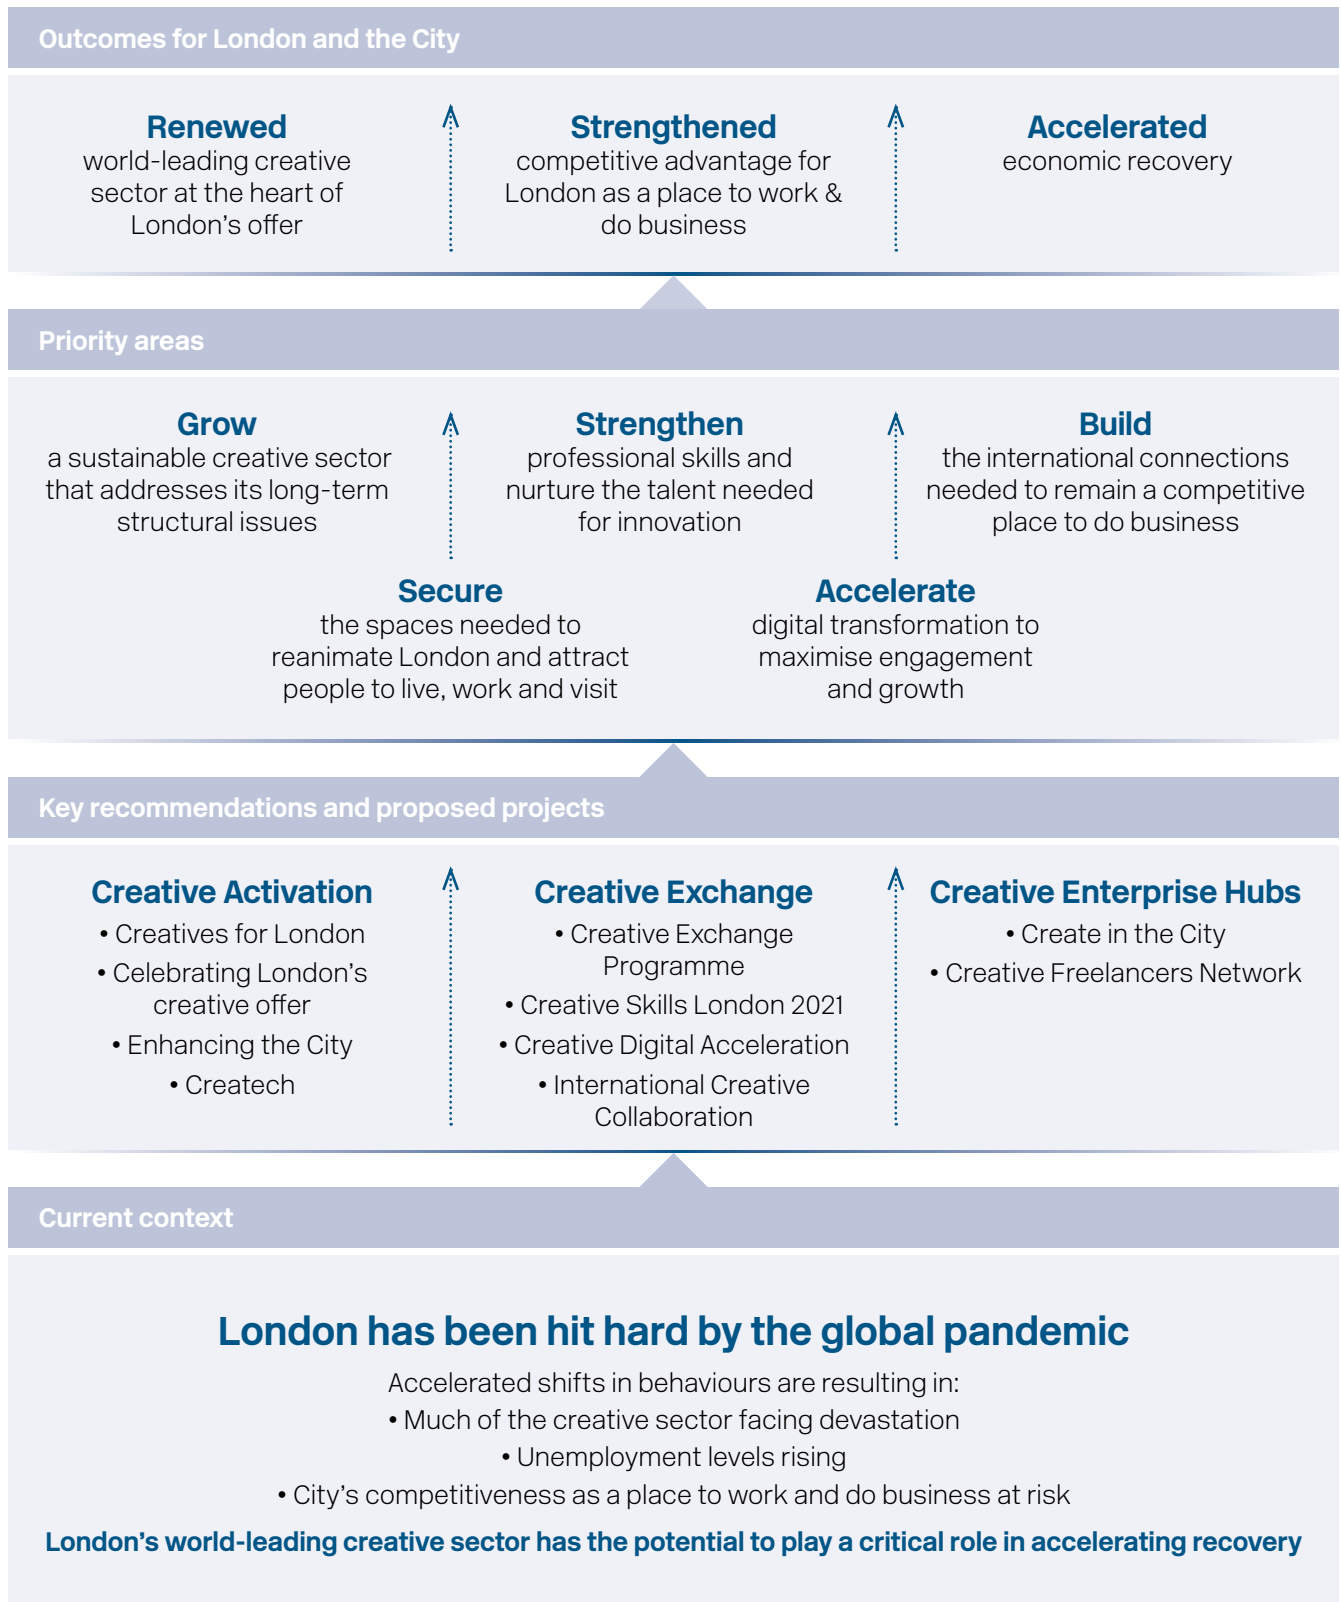 Outcomes for London and the City
Renewed
world-leading creative
sector at the heart of
London's offer
Strengthened
competitive advantage for
London as a place to work &
do business
Accelerated
economic recovery
Priority areas
Grow
a sustainable creative sector
that addresses its long-term
structural issues
Strengthen
professional skills and
nurture the talent needed
for innovation
Build
the international connections
needed to remain a competitive
place to do business
Secure
the spaces needed to
reanimate London and attract
people to live, work and visit
Accelerate
digital transformation to
maximise engagement
and growth
Key recommendations and proposed projects
Creative Activation
• Creatives for London
• Celebrating London's
creative offer
• Enhancing the City
• Createch
Creative Exchange
• Creative Exchange
Programme
• Creative Skills London 2021
• Creative Digital Acceleration
• International Creative
Collaboration
Creative Enterprise Hubs
• Create in the City
• Creative Freelancers Network
Current context
London has been hit hard by the global pandemic
Accelerated shifts in behaviours are resulting in:
• Much of the creative sector facing devastation
• Unemployment levels rising
• City's competitiveness as a place to work and do business at risk
London's world-leading creative sector has the potential to play a critical role in accelerating recovery